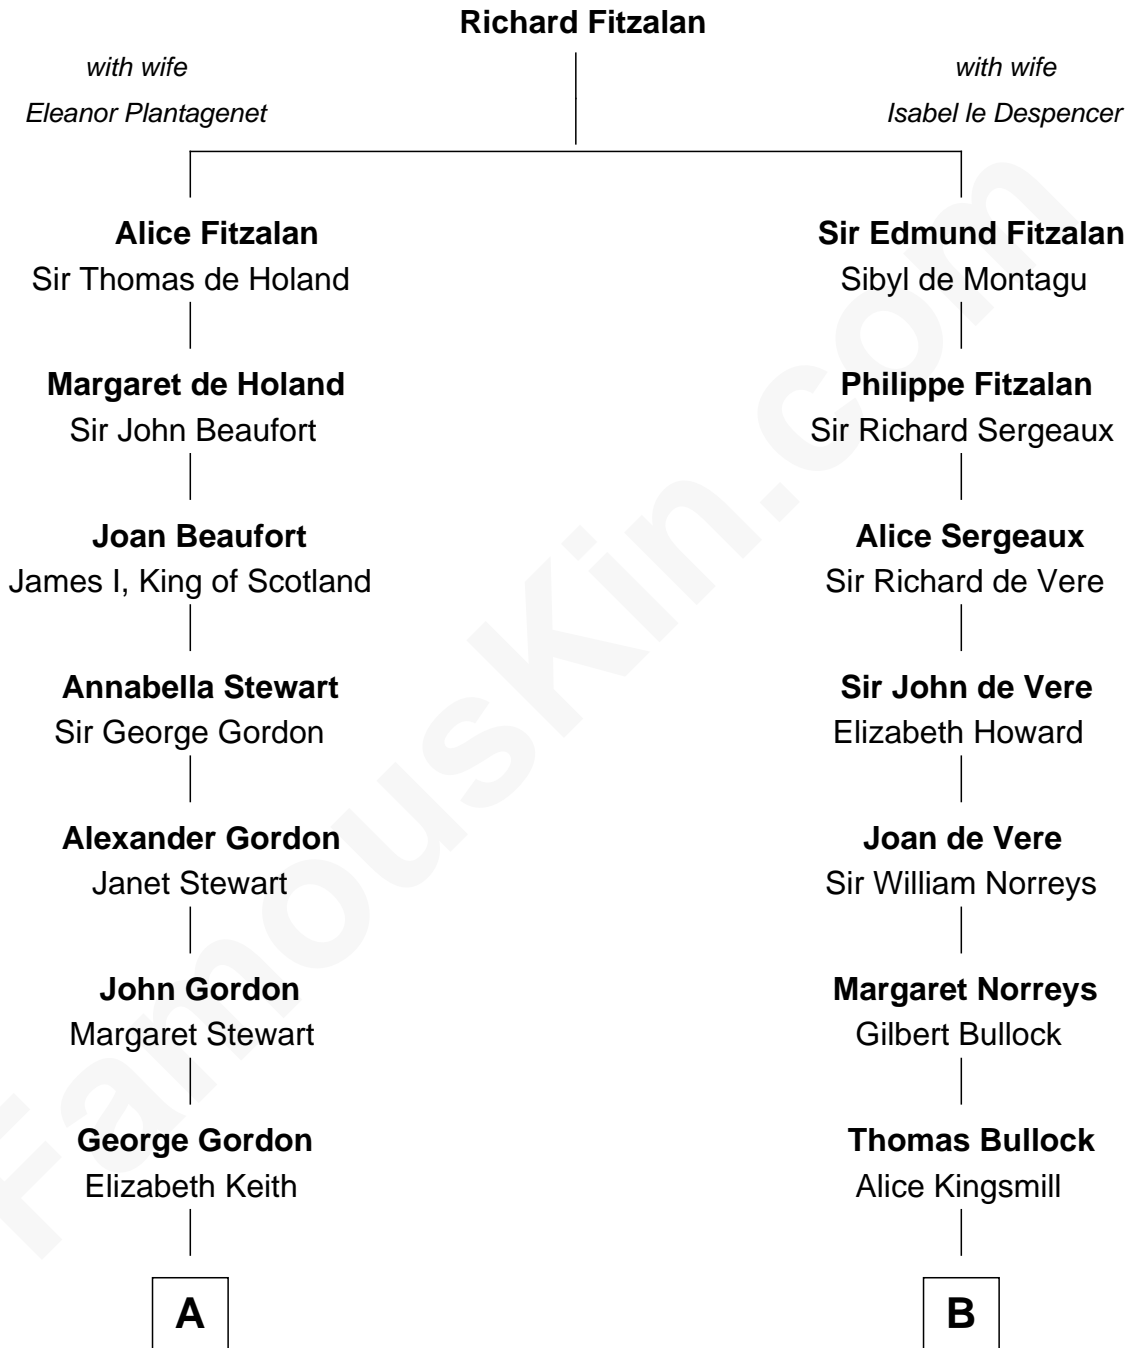 Richard Fitzalan
with wife
Eleanor Plantagenet
with wife
Isabel le Despencer
Alice Fitzalan
Sir Thomas de Holand
Sir Edmund Fitzalan
Sibyl de Montagu
Margaret de Holand
Sir John Beaufort
Philippe Fitzalan
Sir Richard Sergeaux
Joan Beaufort
James I, King of Scotland
Alice Sergeaux
Sir Richard de Vere
Annabella Stewart
Sir George Gordon
Sir John de Vere
Elizabeth Howard
Alexander Gordon
Janet Stewart
Joan de Vere
Sir William Norreys
John Gordon
Margaret Stewart
Margaret Norreys
Gilbert Bullock
George Gordon
Elizabeth Keith
Thomas Bullock
Alice Kingsmill
A
B
FamousKin.com